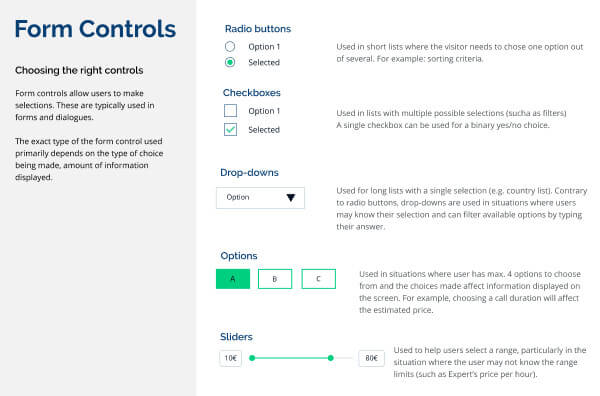 Form Controls
Choosing the right controls
Form controls allow users to make
selections. These are typically used in
forms and dialogues.
The exact type of the form control used
primarily depends on the type of choice
being made, amount of information
displayed.
Radio buttons
Option 1
Selected
Used in short lists where the visitor needs to chose one option out
of several. For example: sorting criteria.
Checkboxes
Option 1
Selected
Used in lists with multiple possible selections (sucha as filters)
A single checkbox can be used for a binary yes/no choice.
Drop-downs
Option
Used for long lists with a single selection (e.g. country list). Contrary
to radio buttons, drop-downs are used in situations where users
may know their selection and can filter available options by typing
their answer.
Options
A
B
C
Used in situations where user has max. 4 options to choose
from and the choices made affect information displayed on
the screen. For example, choosing a call duration will affect
the estimated price.
Sliders
10€
80€
Used to help users select a range, particularly in the
situation where the user may not know the range
limits (such as Expert's price per hour).